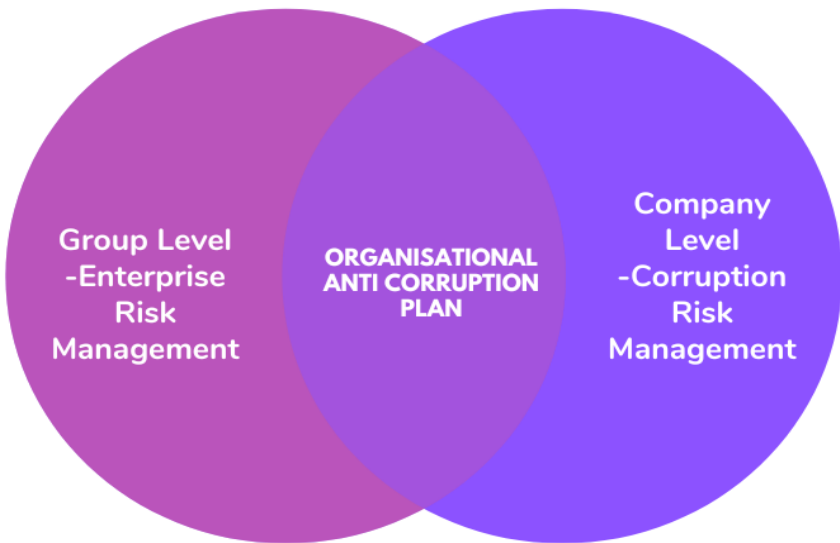 Group Level
-Enterprise
Risk
Management
ORGANISATIONAL
ANTI CORRUPTION
PLAN
Company
Level
-Corruption
Risk
Management